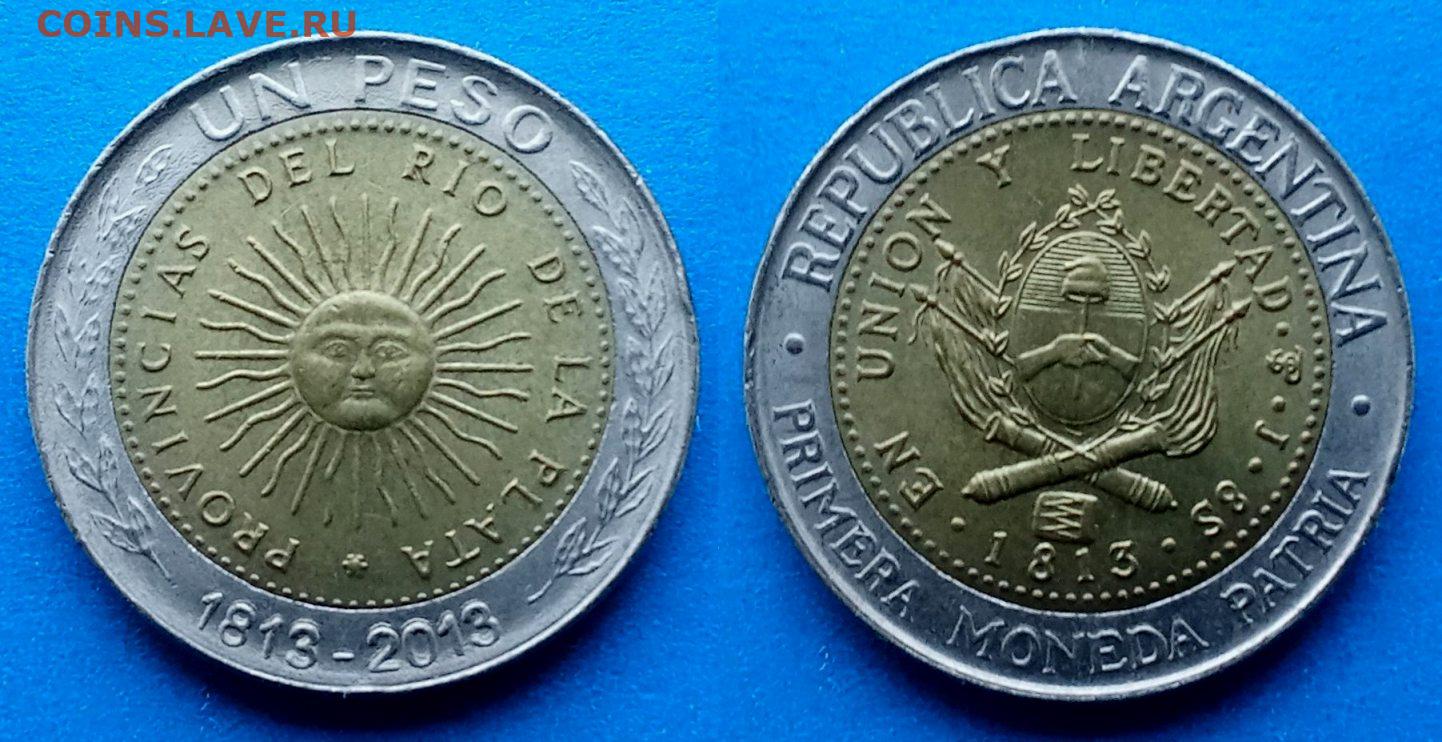 COINS.LAVE.RU
UN PESO
PROVINCIAS DEL RIO DE LA PLATA *
1813-2013
· REPUBLICA ARGENTINA ·
PRIMERA MONEDA PATRIA
EN UNION Y LIBERTAD. · J · 8S · 1813 ·